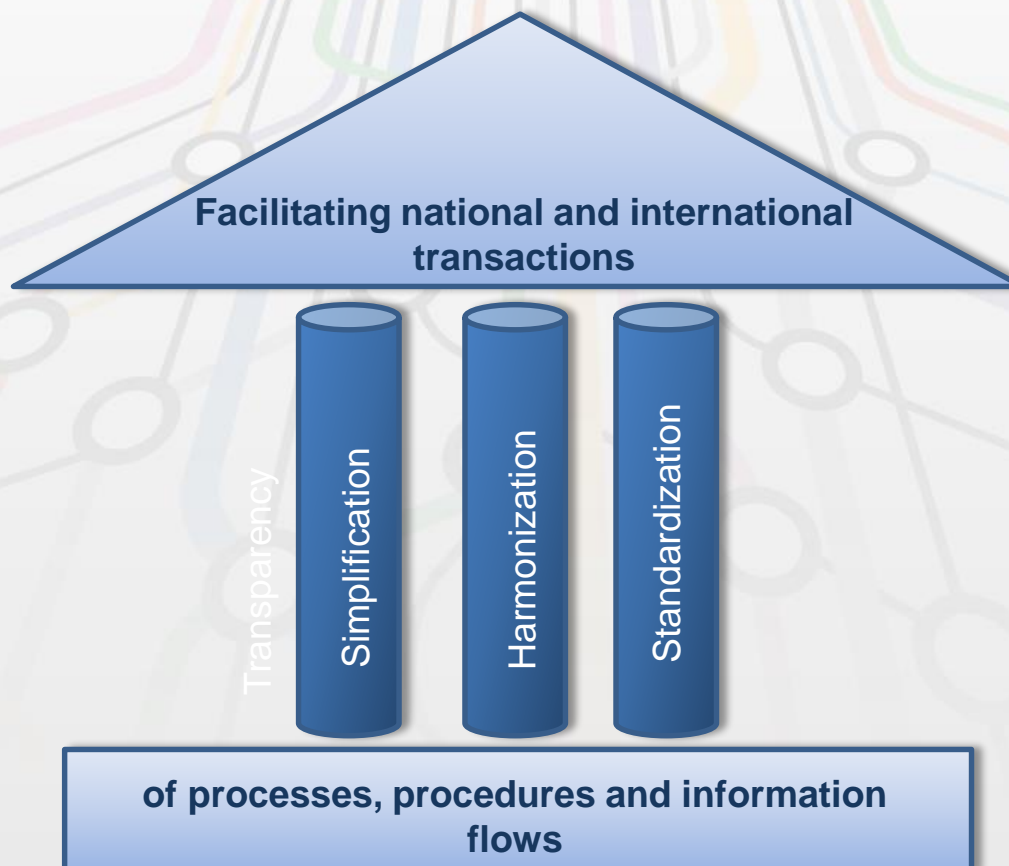 Facilitating national and international
transactions
Transparency
Simplification
Harmonization
Standardization
of processes, procedures and information
flows